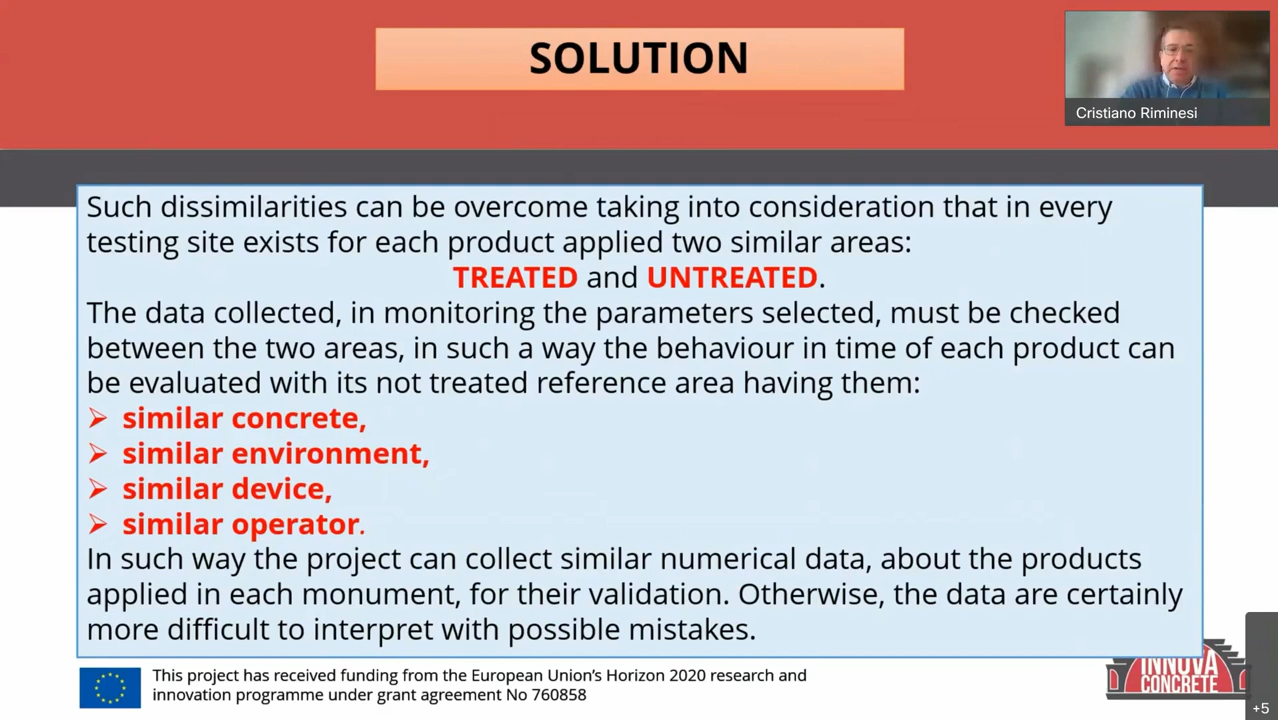 SOLUTION
Cristiano Riminesi
Such dissimilarities can be overcome taking into consideration that in every
testing site exists for each product applied two similar areas:
TREATED and UNTREATED.
The data collected, in monitoring the parameters selected, must be checked
between the two areas, in such a way the behaviour in time of each product can
be evaluated with its not treated reference area having them:
➢ similar concrete,
➢ similar environment,
➢ similar device,
➢ similar operator.
In such way the project can collect similar numerical data, about the products
applied in each monument, for their validation. Otherwise, the data are certainly
more difficult to interpret with possible mistakes.
This project has received funding from the European Union's Horizon 2020 research and
innovation programme under grant agreement No 760858
INNOVA
CONCRETE
+5